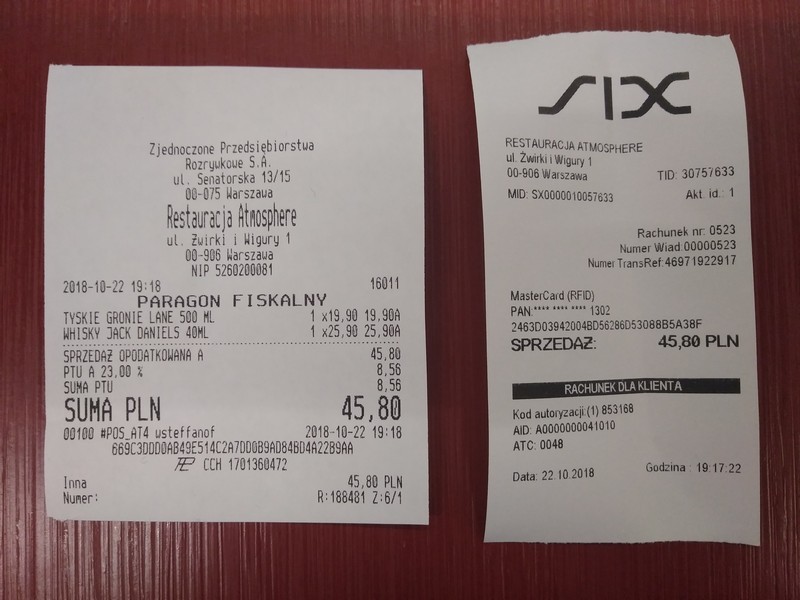 Zjednoczone Przedsiębiorstwa
Rozrywkowe S.A.
ul. Senatorska 13/15
00-075 Warszawa
Restauracja Atmosphere
ul. Żwirki i Wigury 1
00-906 Warszawa
NIP 5260200081
2018-10-22 19:18 16011
PARAGON FISKALNY
TYSKIE GRONIE LANE 500 ML 1 x19,90 19,90A
WHISKY JACK DANIELS 40ML 1 x25,90 25,90A
SPRZEDAŻ OPODATKOWANA A 45,80
PTU A 23,00 % 8,56
SUMA PTU 8,56
SUMA PLN 45,80
00100 #POS_AT4 wsteffanof 2018-10-22 19:18
669C3DDD0AB49E514C2A7DD0B9AD84BD4A22B9AA
CCH 1701360472
Inna 45,80 PLN
Numer: R:188481 Z:6/1
SIX
RESTAURACJA ATMOSPHERE
ul. Żwirki i Wigury 1
00-906 Warszawa TID: 30757633
MID: SX0000010057633 Akt. id.: 1
Rachunek nr: 0523
Numer Wiad:00000523
Numer TransRef:46971922917
MasterCard (RFID)
PAN:**** **** **** 1302
2463D03942004BD56286D53088B5A38F
SPRZEDAŻ: 45,80 PLN
RACHUNEK DLA KLIENTA
Kod autoryzacji:(1) 853168
AID: A0000000041010
ATC: 0048
Data: 22.10.2018 Godzina : 19:17:22